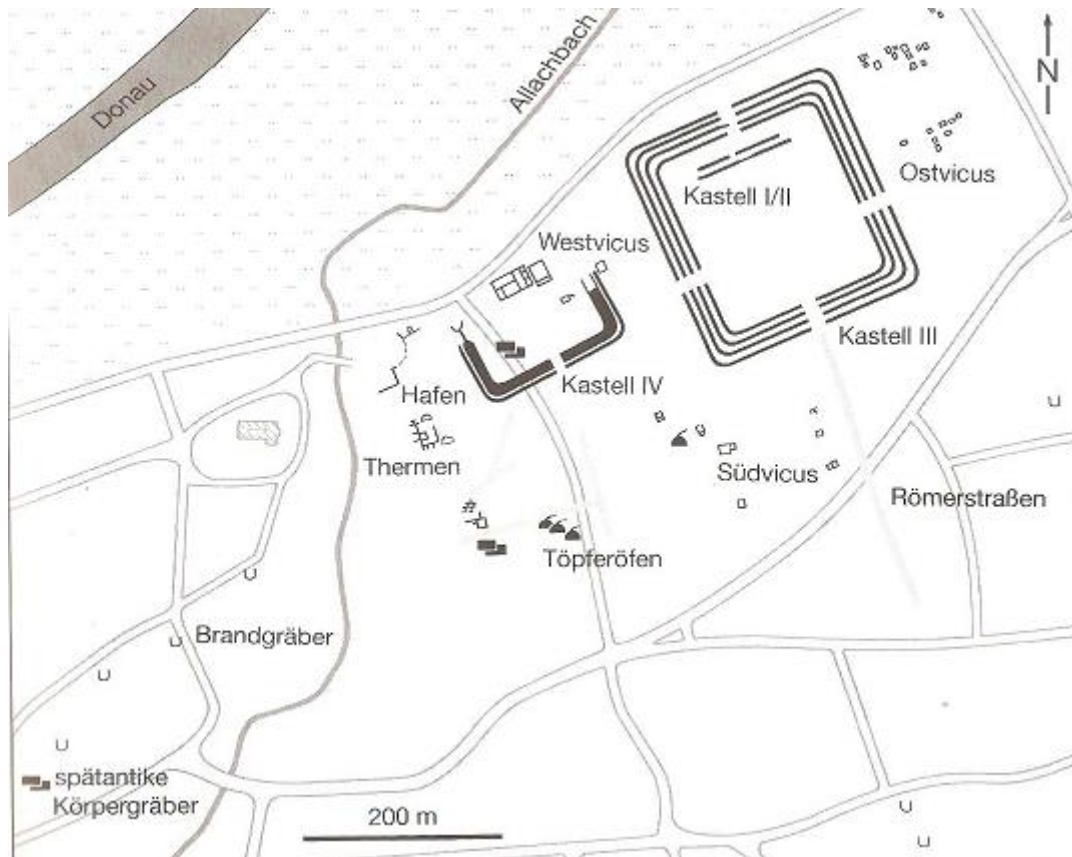 Donau
Allachbach
N
Kastell I/II
Ostvicus
Westvicus
Kastell III
Hafen
Kastell IV
Thermen
Südvicus
Römerstraßen
Töpferöfen
Brandgräber
spätantike
Körpergräber
200 m